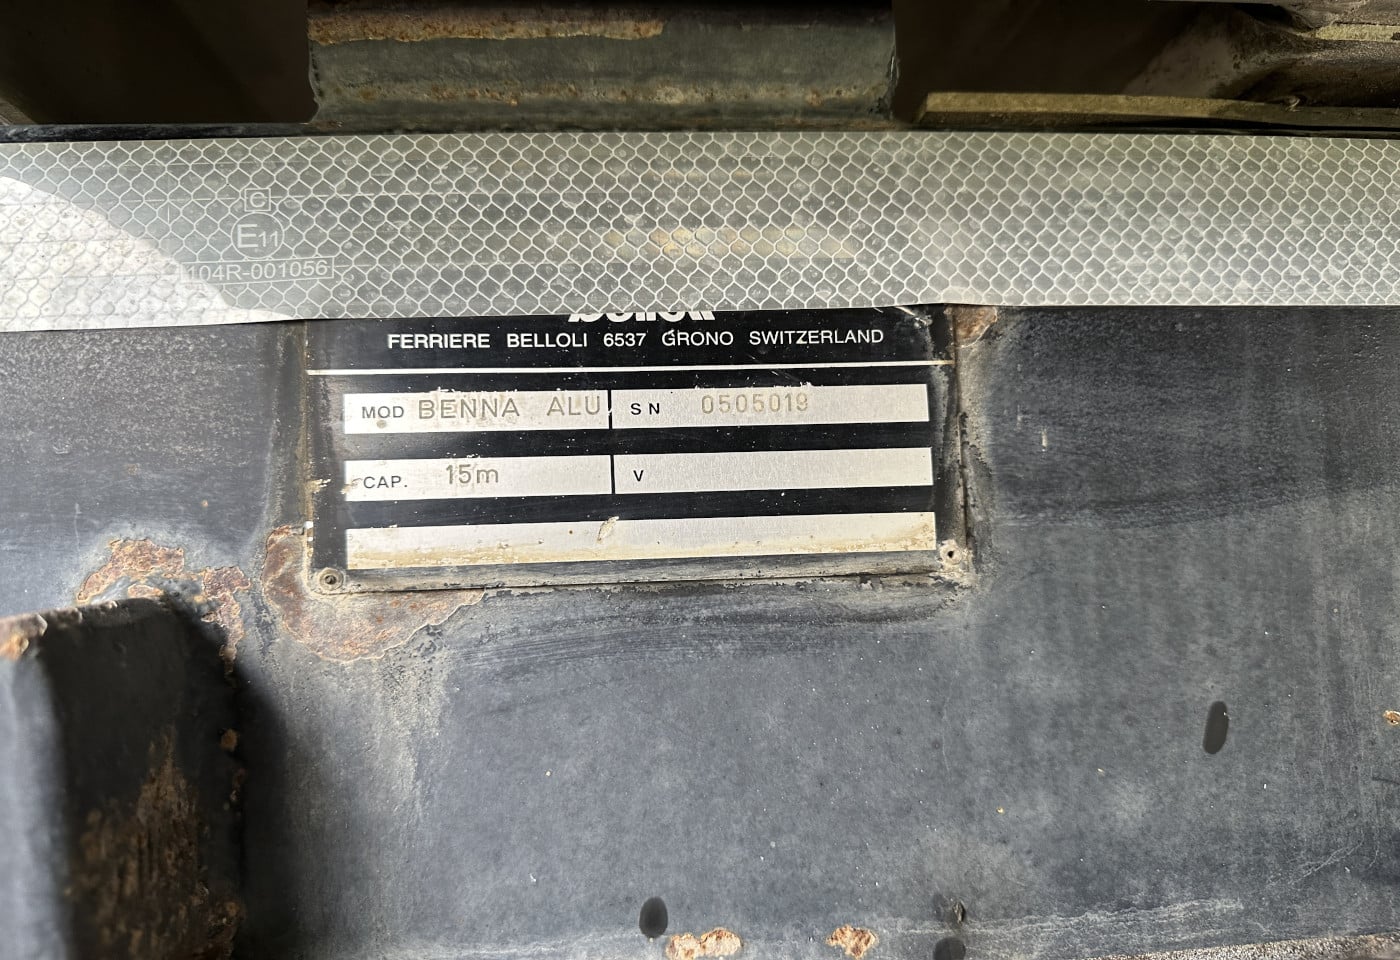 C
E11
104R-001056
FERRIERE BELLOLI 6537 GRONO SWITZERLAND
MOD BENNA ALU SN 0505019
CAP. 15m V